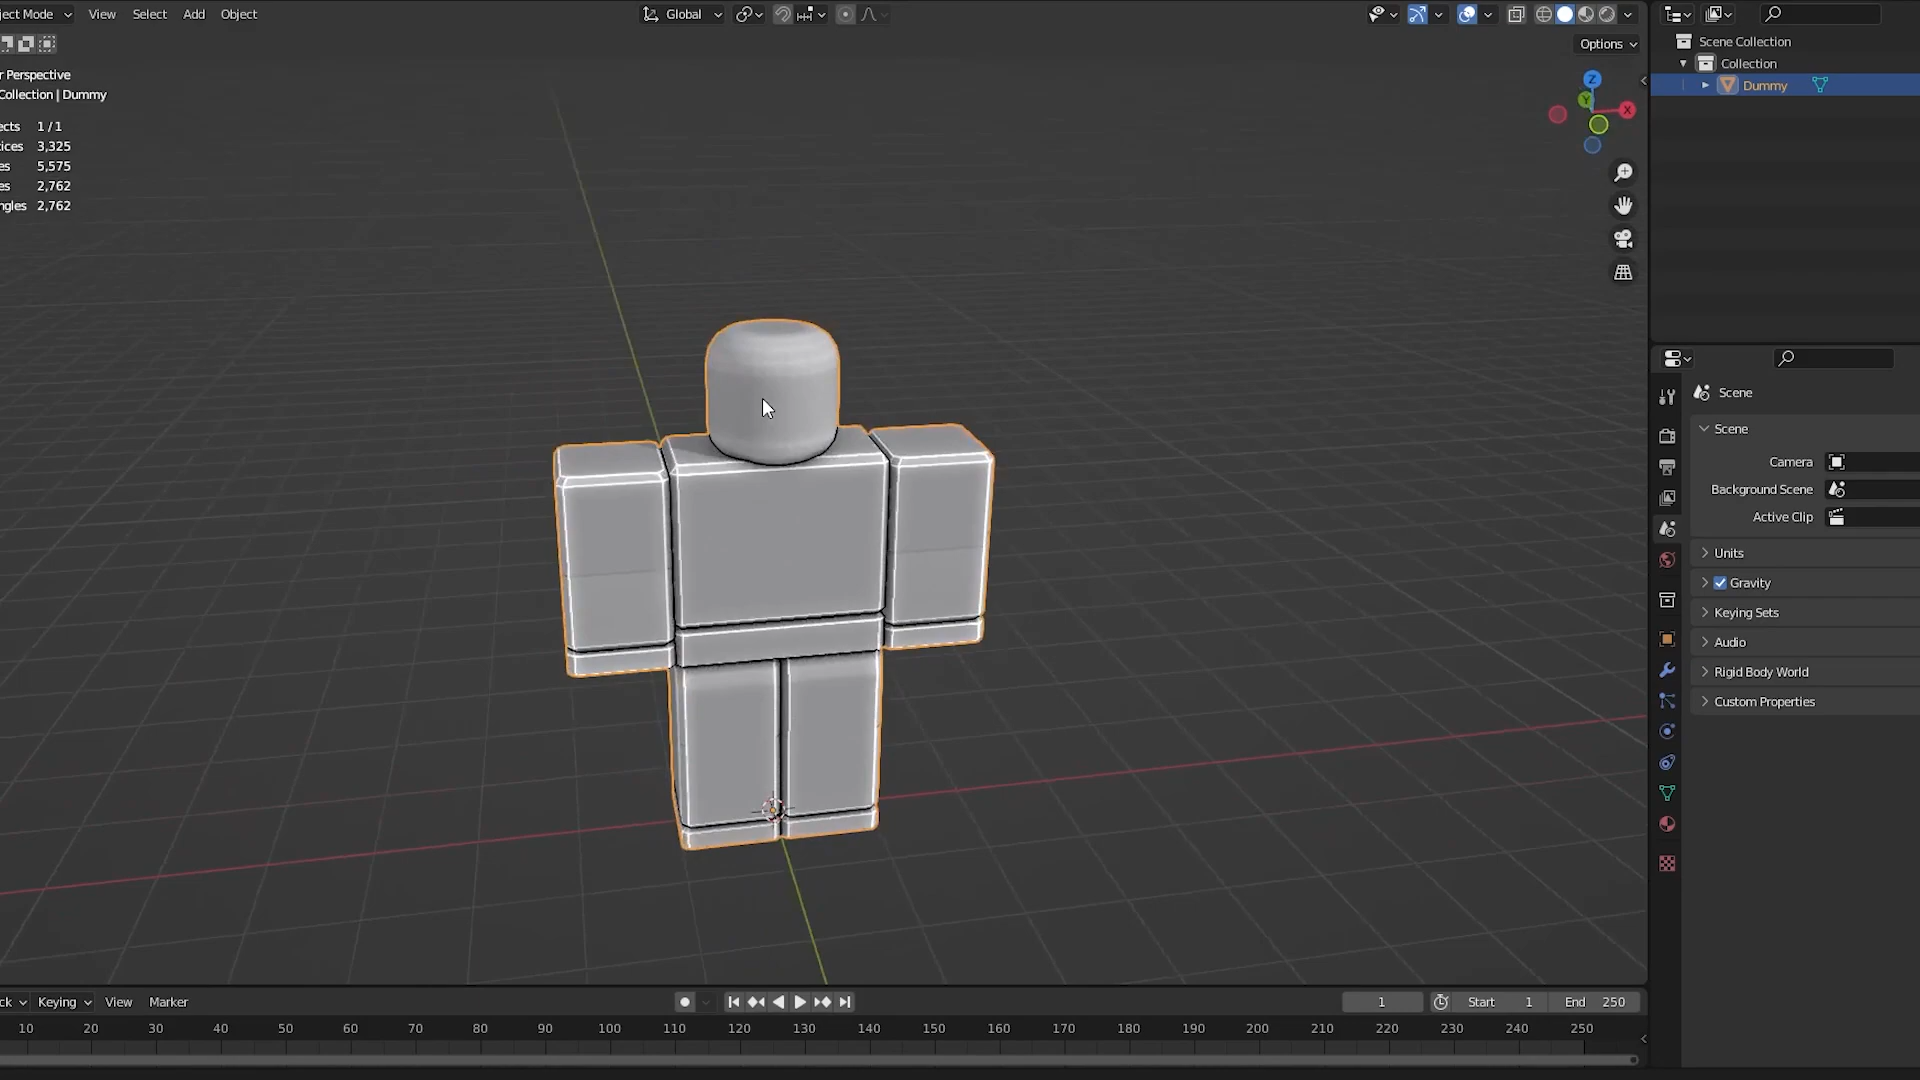 ject Mode View Select Add Object Global
Options
r Perspective
Collection | Dummy
ects 1/1
ices 3,325
es 5,575
es 2,762
ngles 2,762
Z
Y
X
Scene Collection
Collection
Dummy
Scene
Scene
Camera
Background Scene
Active Clip
Units
Gravity
Keying Sets
Audio
Rigid Body World
Custom Properties
ck Keying View Marker 1 Start 1 End 250
10 20 30 40 50 60 70 80 90 100 110 120 130 140 150 160 170 180 190 200 210 220 230 240 250